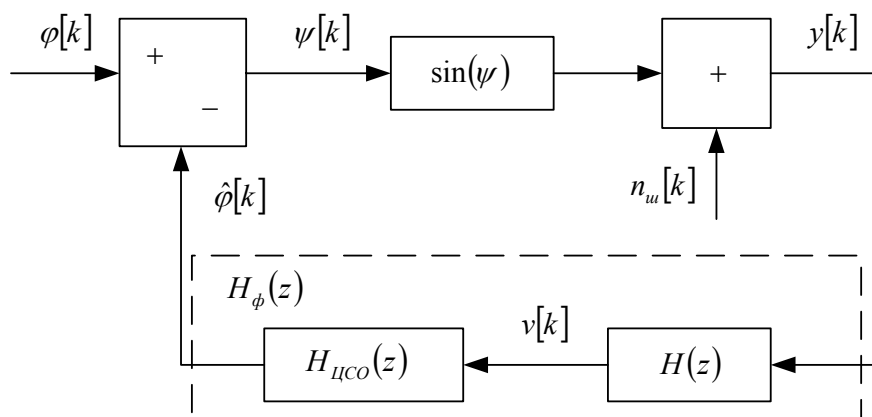 φ[k]
+
−
ψ[k]
sin(ψ)
+
y[k]
n_ш[k]
φ̂[k]
H_ф(z)
H_ЦСО(z)
v[k]
H(z)